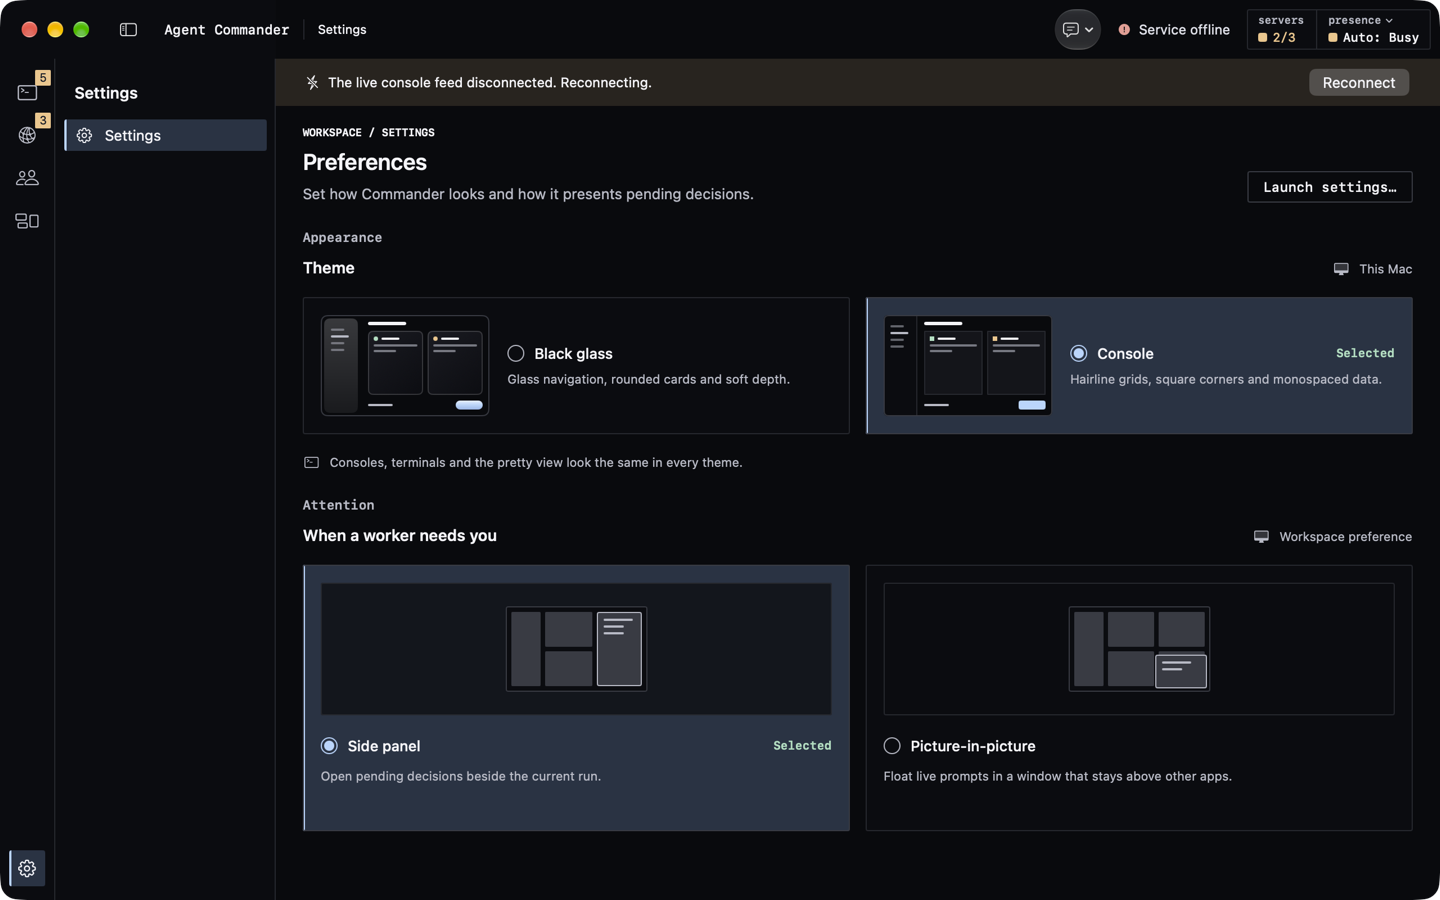 Agent Commander
Settings
Service offline
servers
2/3
presence
Auto: Busy
5
3
Settings
Settings
The live console feed disconnected. Reconnecting.
Reconnect
WORKSPACE / SETTINGS
Preferences
Set how Commander looks and how it presents pending decisions.
Launch settings…
Appearance
Theme
This Mac
Black glass
Glass navigation, rounded cards and soft depth.
Console
Selected
Hairline grids, square corners and monospaced data.
Consoles, terminals and the pretty view look the same in every theme.
Attention
When a worker needs you
Workspace preference
Side panel
Selected
Open pending decisions beside the current run.
Picture-in-picture
Float live prompts in a window that stays above other apps.